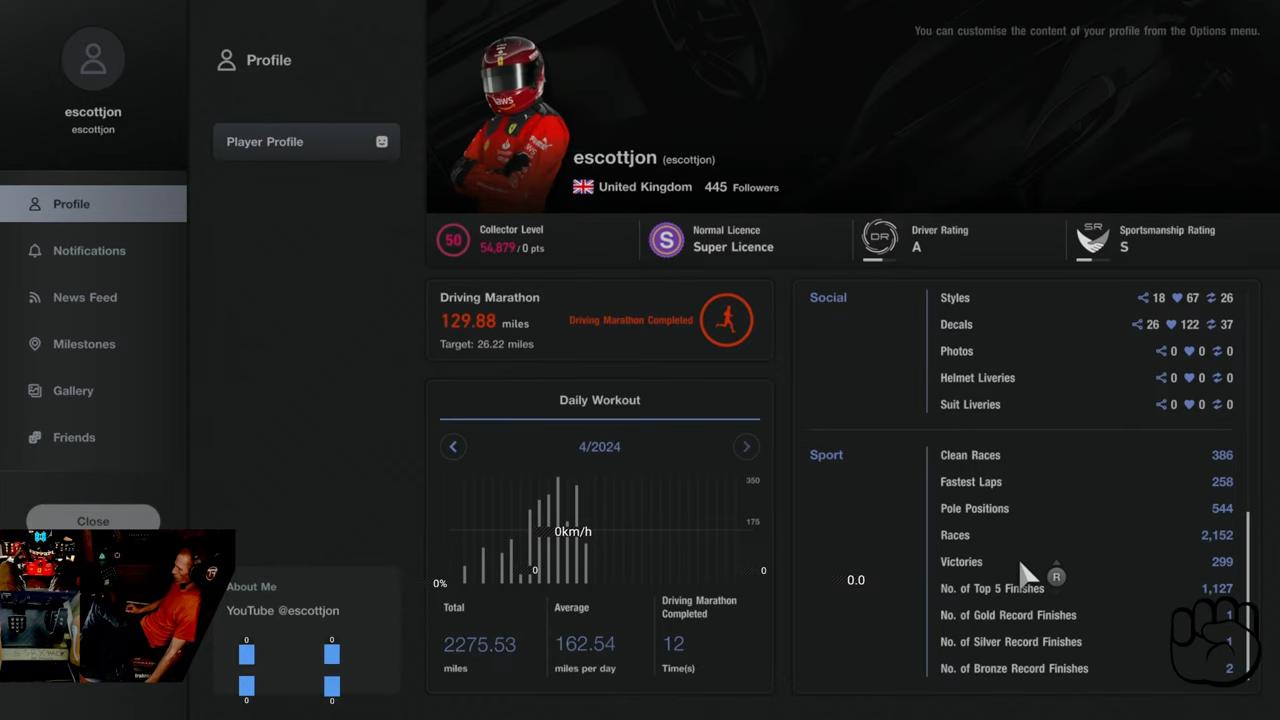 escottjon
escottjon
Profile
Notifications
News Feed
Milestones
Gallery
Friends
Close
Profile
Player Profile
About Me
YouTube @escottjon
0
0
0
0
You can customise the content of your profile from the Options menu.
escottjon (escottjon)
United Kingdom 445 Followers
50
Collector Level
54,879 / 0 pts
S
Normal Licence
Super Licence
DR
Driver Rating
A
SR
Sportsmanship Rating
S
Driving Marathon
129.88 miles
Target: 26.22 miles
Driving Marathon Completed
Daily Workout
4/2024
350
175
0km/h
0
0
0%
0.0
Total
2275.53
miles
Average
162.54
miles per day
Driving Marathon
Completed
12
Time(s)
Social
Styles 18 67 26
Decals 26 122 37
Photos 0 0 0
Helmet Liveries 0 0 0
Suit Liveries 0 0 0
Sport
Clean Races 386
Fastest Laps 258
Pole Positions 544
Races 2,152
Victories 299
R
No. of Top 5 Finishes 1,127
No. of Gold Record Finishes 1
No. of Silver Record Finishes 1
No. of Bronze Record Finishes 2